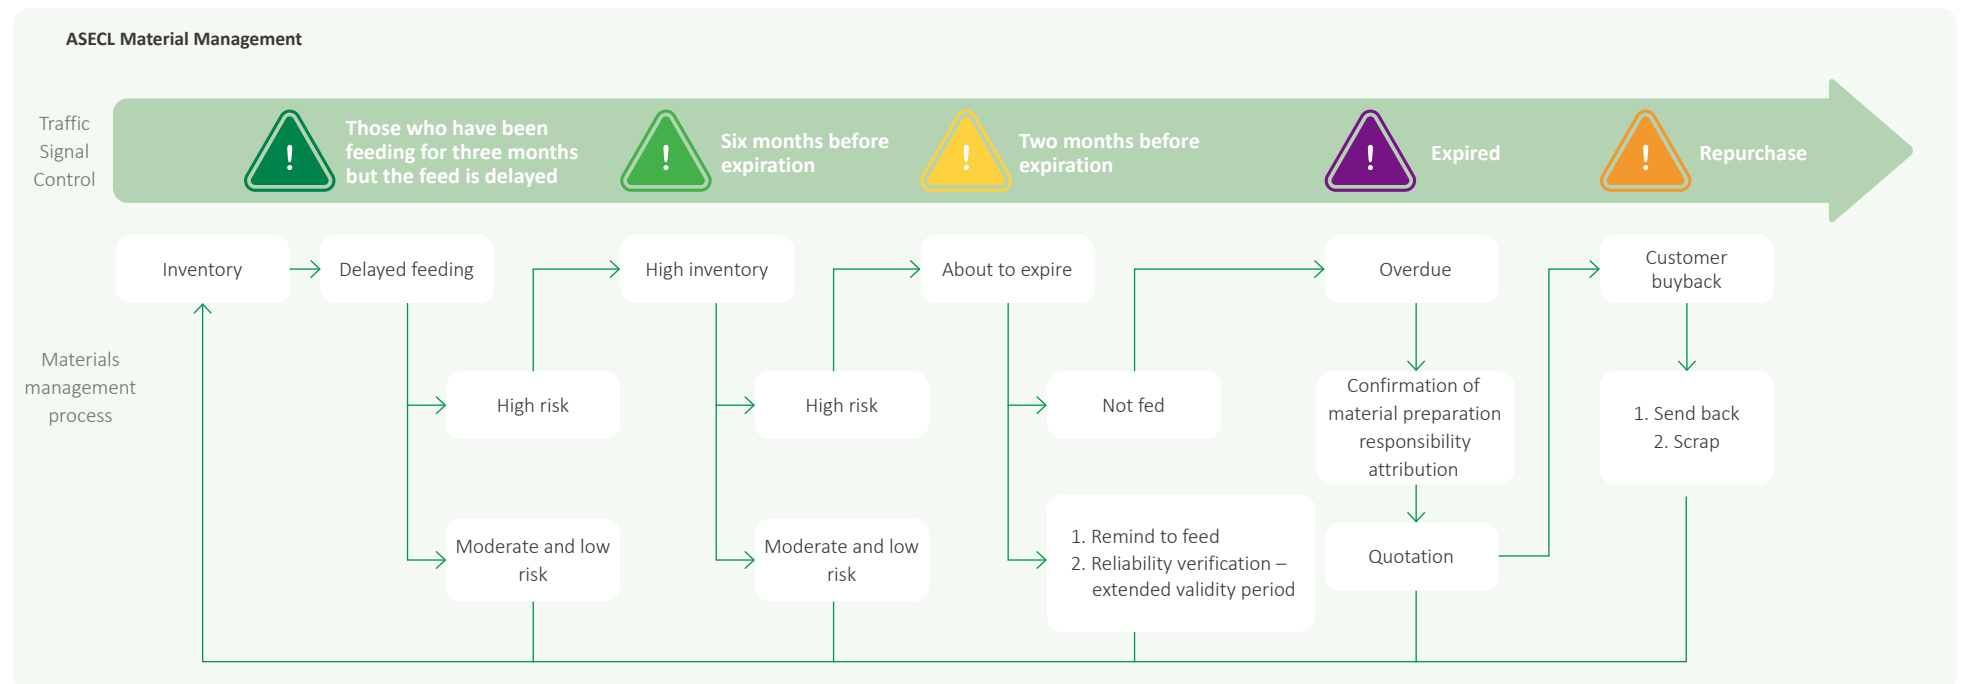 ASECL Material Management
Traffic
Signal
Control
!
Those who have been
feeding for three months
but the feed is delayed
!
Six months before
expiration
!
Two months before
expiration
!
Expired
!
Repurchase
Materials
management
process
Inventory
Delayed feeding
High inventory
About to expire
Overdue
Customer
buyback
High risk
High risk
Not fed
Confirmation of
material preparation
responsibility
attribution
1. Send back
2. Scrap
Moderate and low
risk
Moderate and low
risk
1. Remind to feed
2. Reliability verification –
extended validity period
Quotation